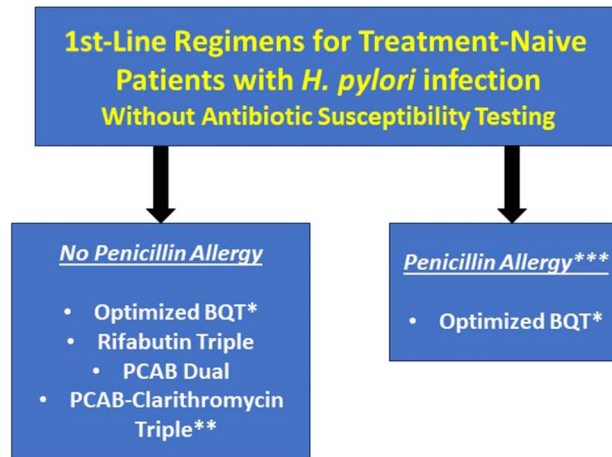 1st-Line Regimens for Treatment-Naive
Patients with H. pylori infection
Without Antibiotic Susceptibility Testing
No Penicillin Allergy
• Optimized BQT*
• Rifabutin Triple
• PCAB Dual
• PCAB-Clarithromycin
Triple**
Penicillin Allergy***
• Optimized BQT*